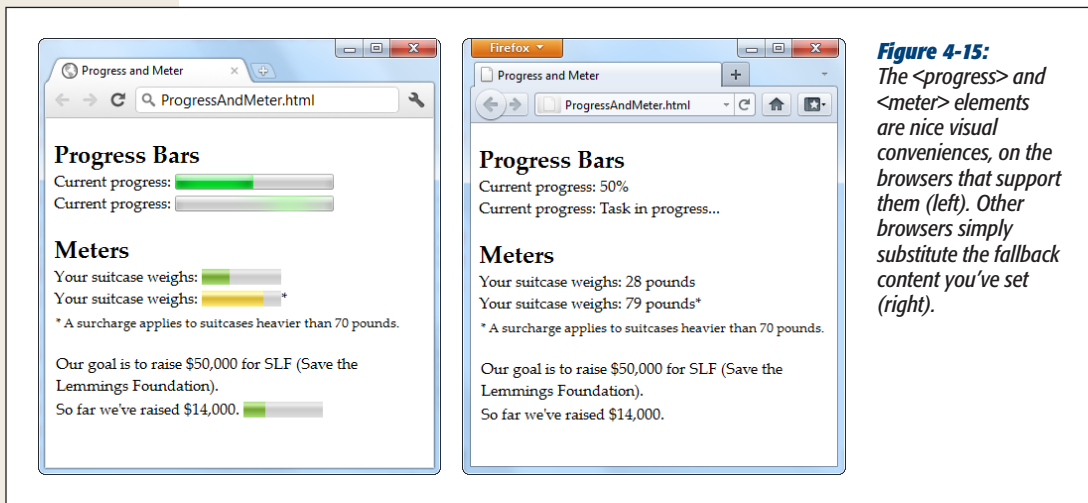 Progress and Meter
ProgressAndMeter.html
Progress Bars
Current progress:
Current progress:
Meters
Your suitcase weighs:
Your suitcase weighs: *
* A surcharge applies to suitcases heavier than 70 pounds.
Our goal is to raise $50,000 for SLF (Save the
Lemmings Foundation).
So far we've raised $14,000.
Firefox
Progress and Meter
ProgressAndMeter.html
Progress Bars
Current progress: 50%
Current progress: Task in progress...
Meters
Your suitcase weighs: 28 pounds
Your suitcase weighs: 79 pounds*
* A surcharge applies to suitcases heavier than 70 pounds.
Our goal is to raise $50,000 for SLF (Save the
Lemmings Foundation).
So far we've raised $14,000.
Figure 4-15:
The <progress> and
<meter> elements
are nice visual
conveniences, on the
browsers that support
them (left). Other
browsers simply
substitute the fallback
content you've set
(right).